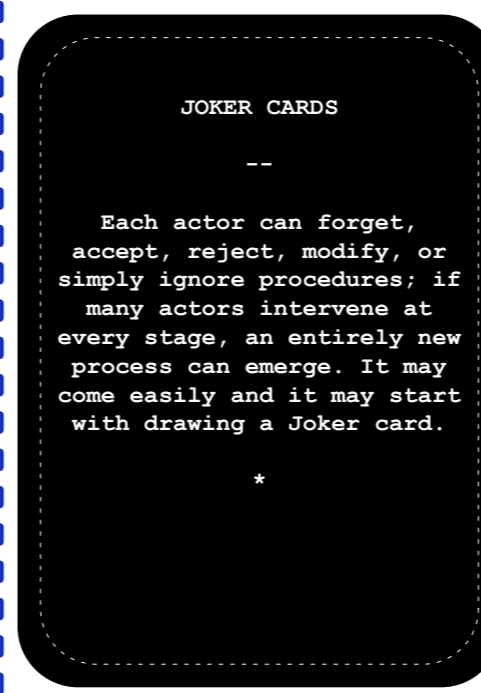 JOKER CARDS
--
Each actor can forget,
accept, reject, modify, or
simply ignore procedures; if
many actors intervene at
every stage, an entirely new
process can emerge. It may
come easily and it may start
with drawing a Joker card.
*